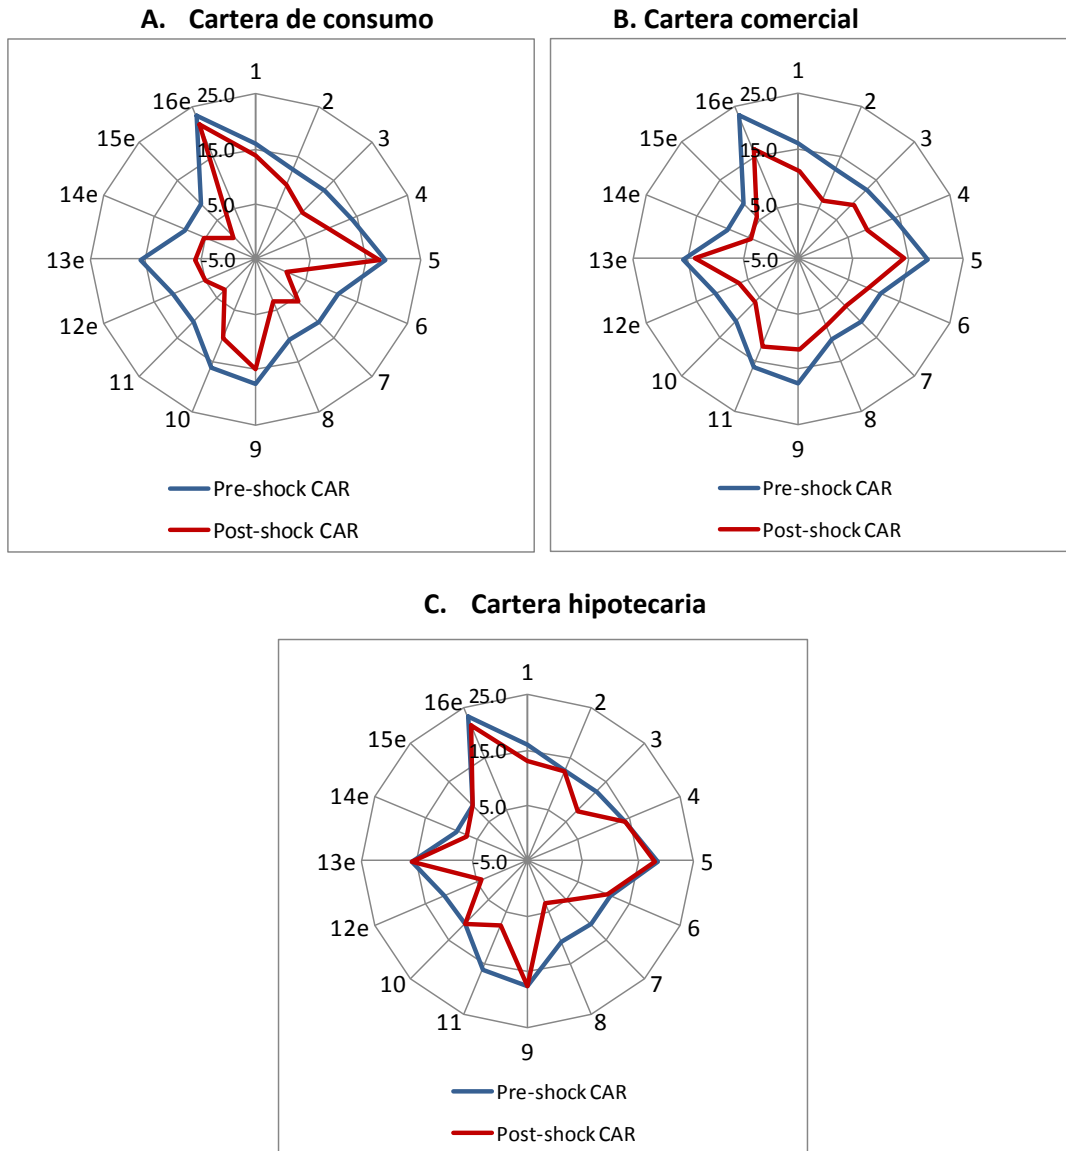 A. Cartera de consumo
1
2
3
4
5
6
7
8
9
10
11
12e
13e
14e
15e
16e
25.0
15.0
5.0
-5.0
Pre-shock CAR
Post-shock CAR
B. Cartera comercial
1
2
3
4
5
6
7
8
9
11
10
12e
13e
14e
15e
16e
25.0
15.0
5.0
-5.0
Pre-shock CAR
Post-shock CAR
C. Cartera hipotecaria
1
2
3
4
5
6
7
8
9
11
10
12e
13e
14e
15e
16e
25.0
15.0
5.0
-5.0
Pre-shock CAR
Post-shock CAR